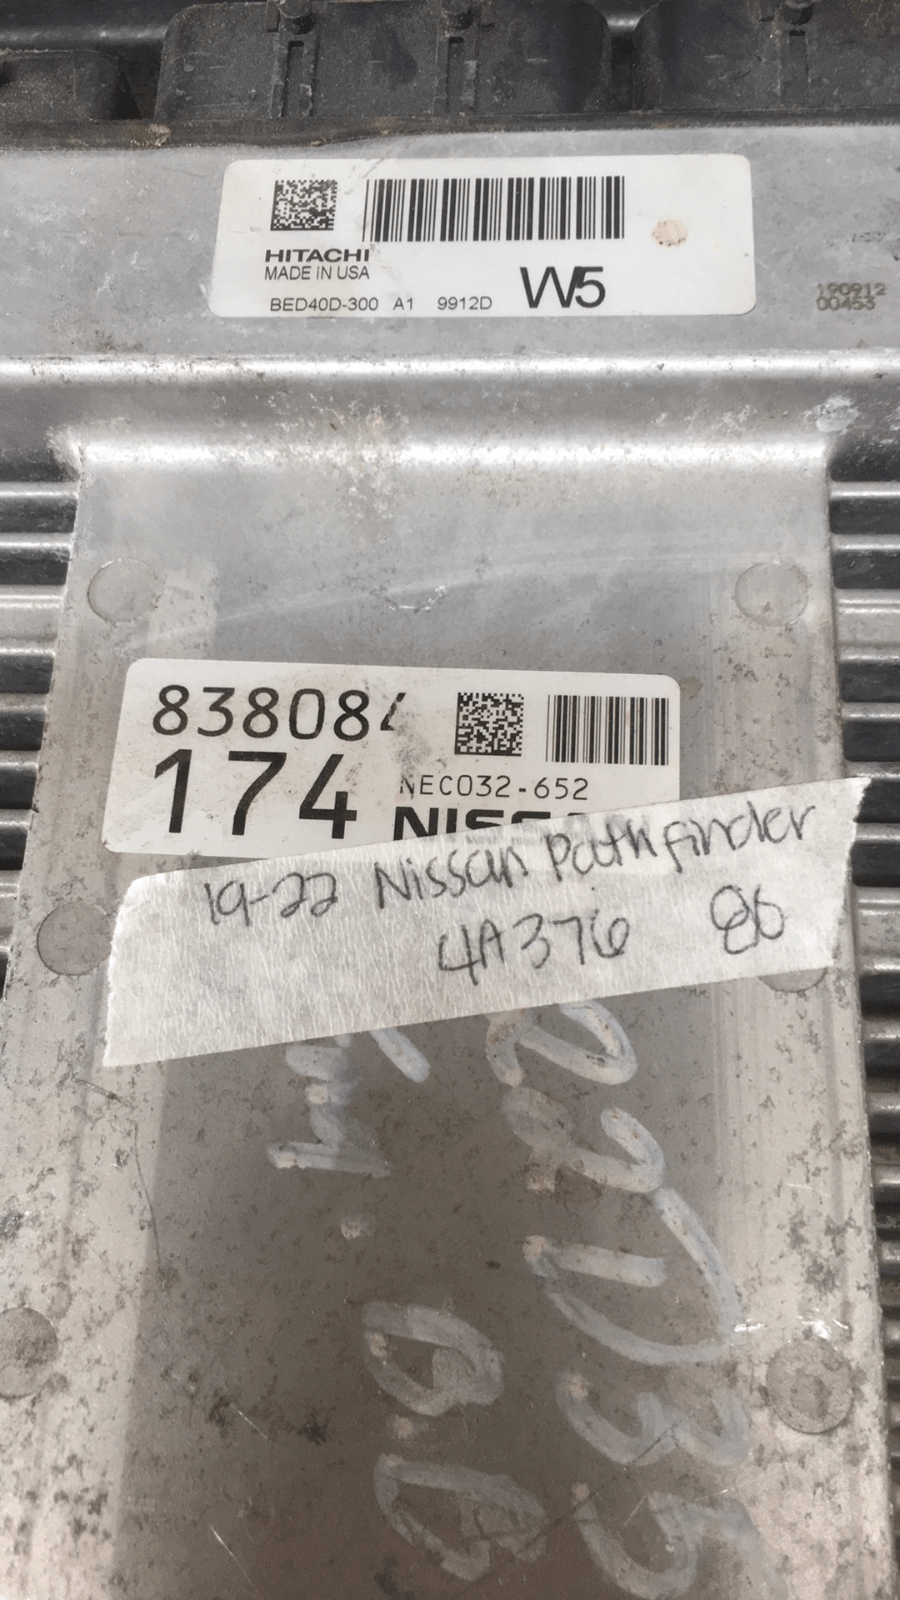 HITACHI
MADE IN USA
BED40D-300 A1 9912D W5
190912
00453
838084
174
NEC032-652
19-22 Nissan Pathfinder
4A376 86